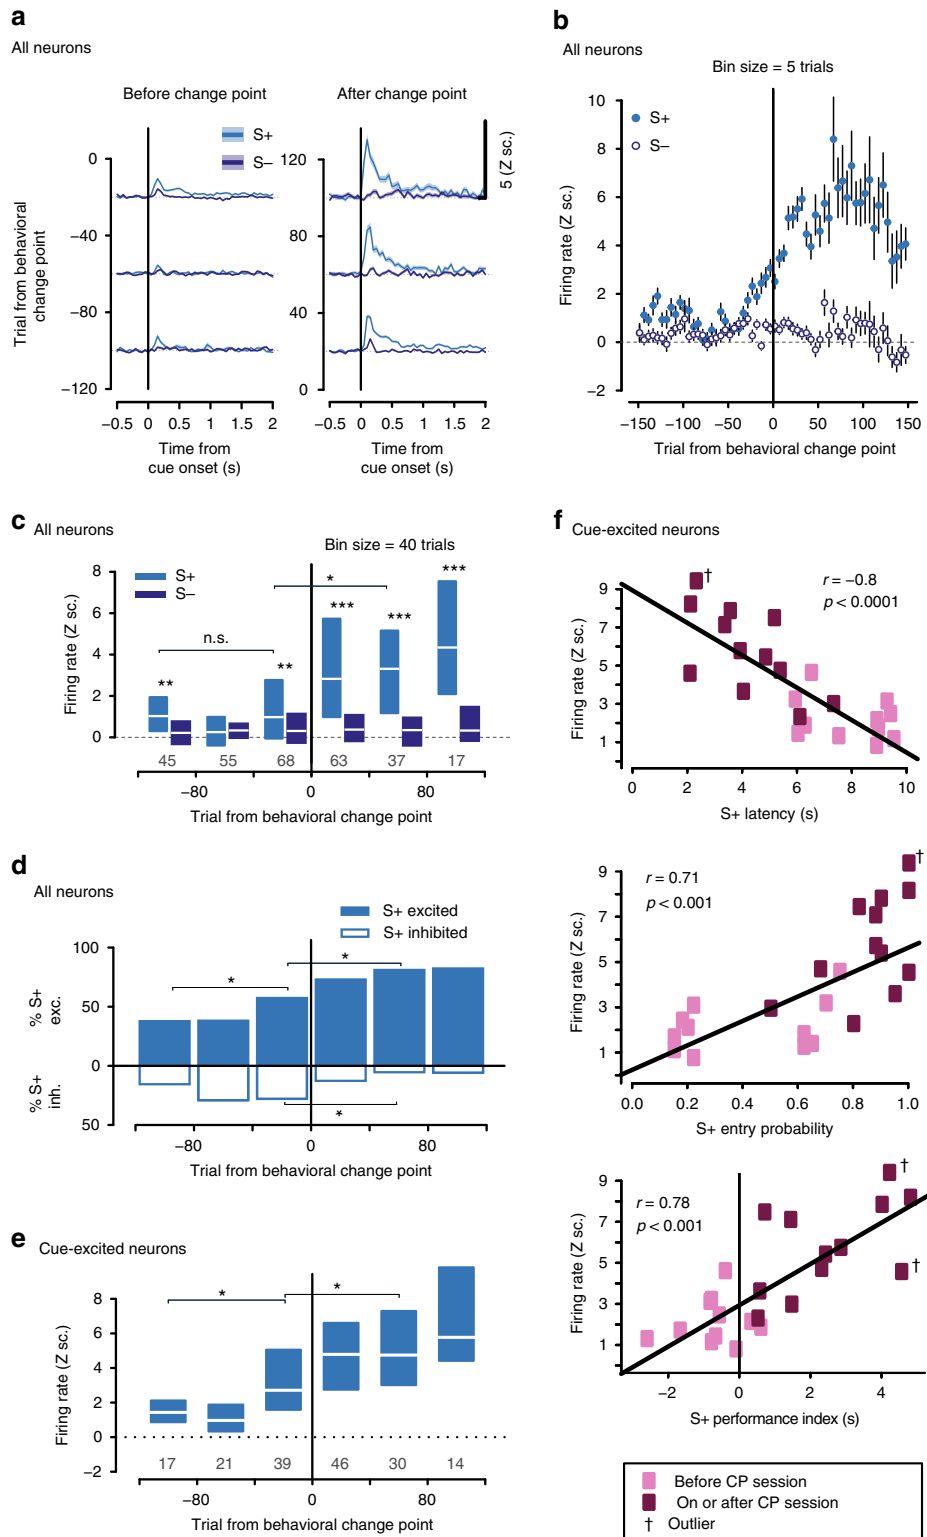 a
All neurons
Before change point
After change point
S+
S−
5 (Z sc.)
Trial from behavioral
change point
0
−40
−80
−120
120
80
40
0
−0.5 0 0.5 1 1.5 2
−0.5 0 0.5 1 1.5 2
Time from
cue onset (s)
Time from
cue onset (s)
b
All neurons
Bin size = 5 trials
S+
S−
Firing rate (Z sc.)
10
8
6
4
2
0
−2
−150 −100 −50 0 50 100 150
Trial from behavioral change point
c
All neurons
Bin size = 40 trials
S+
S−
Firing rate (Z sc.)
8
6
4
2
0
n.s.
*
** ** *** *** ***
45 55 68 63 37 17
−80 0 80
Trial from behavioral change point
d
All neurons
S+ excited
S+ inhibited
% S+
exc.
% S+
inh.
100
50
0
50
* *
*
−80 0 80
Trial from behavioral change point
e
Cue-excited neurons
Firing rate (Z sc.)
8
6
4
2
0
−2
* *
17 21 39 46 30 14
−80 0 80
Trial from behavioral change point
f
Cue-excited neurons
Firing rate (Z sc.)
9
7
5
3
1
†
r = −0.8
p < 0.0001
0 2 4 6 8 10
S+ latency (s)
Firing rate (Z sc.)
9
7
5
3
1
†
r = 0.71
p < 0.001
0.0 0.2 0.4 0.6 0.8 1.0
S+ entry probability
Firing rate (Z sc.)
9
7
5
3
1
r = 0.78
p < 0.001
†
†
−2 0 2 4
S+ performance index (s)
Before CP session
On or after CP session
† Outlier